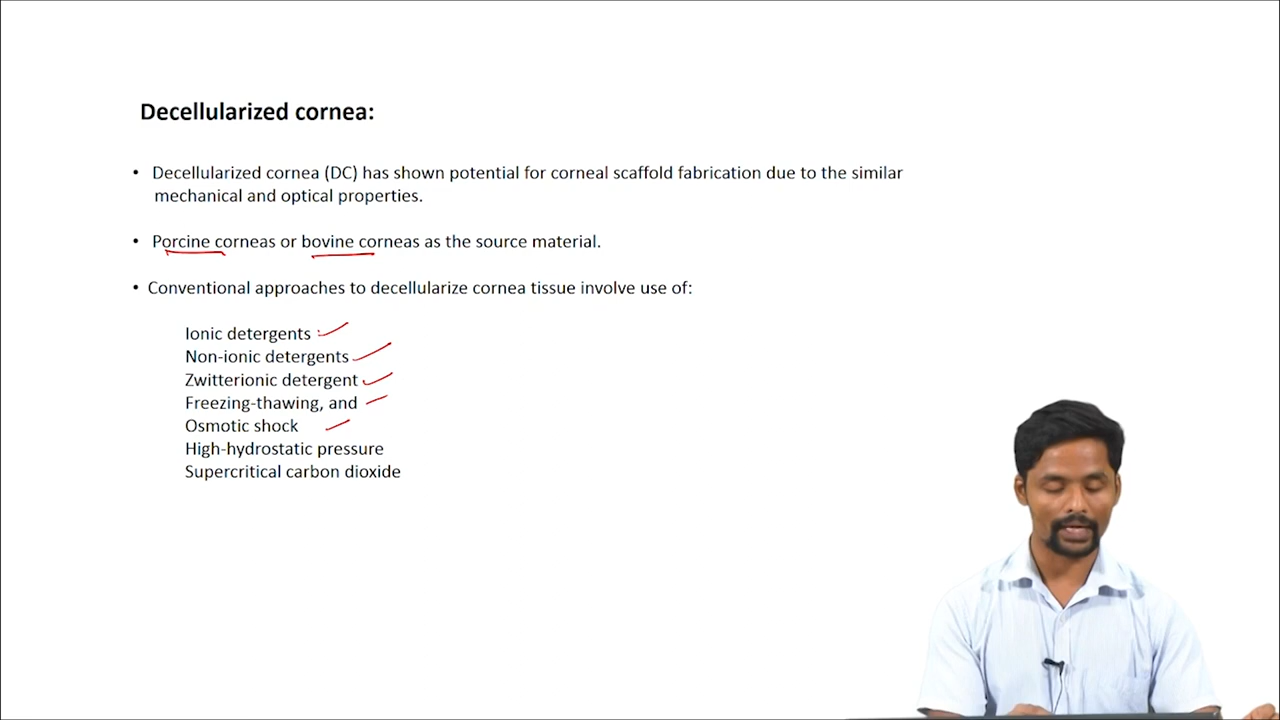 Decellularized cornea:
• Decellularized cornea (DC) has shown potential for corneal scaffold fabrication due to the similar
mechanical and optical properties.
• Porcine corneas or bovine corneas as the source material.
• Conventional approaches to decellularize cornea tissue involve use of:
Ionic detergents
Non-ionic detergents
Zwitterionic detergent
Freezing-thawing, and
Osmotic shock
High-hydrostatic pressure
Supercritical carbon dioxide